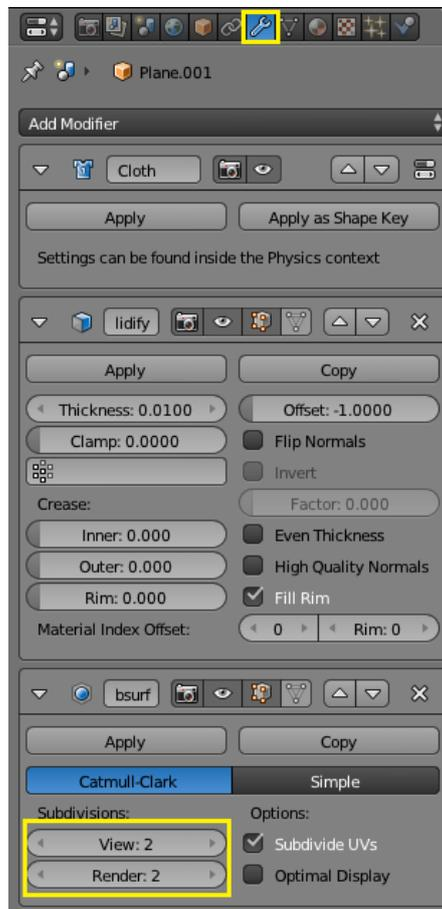 Plane.001
Add Modifier
Cloth
Apply
Apply as Shape Key
Settings can be found inside the Physics context
lidify
Apply
Copy
Thickness: 0.0100
Offset: -1.0000
Clamp: 0.0000
Flip Normals
Invert
Crease:
Factor: 0.000
Inner: 0.000
Even Thickness
Outer: 0.000
High Quality Normals
Rim: 0.000
Fill Rim
Material Index Offset:
0
Rim: 0
bsurf
Apply
Copy
Catmull-Clark
Simple
Subdivisions:
Options:
View: 2
Subdivide UVs
Render: 2
Optimal Display